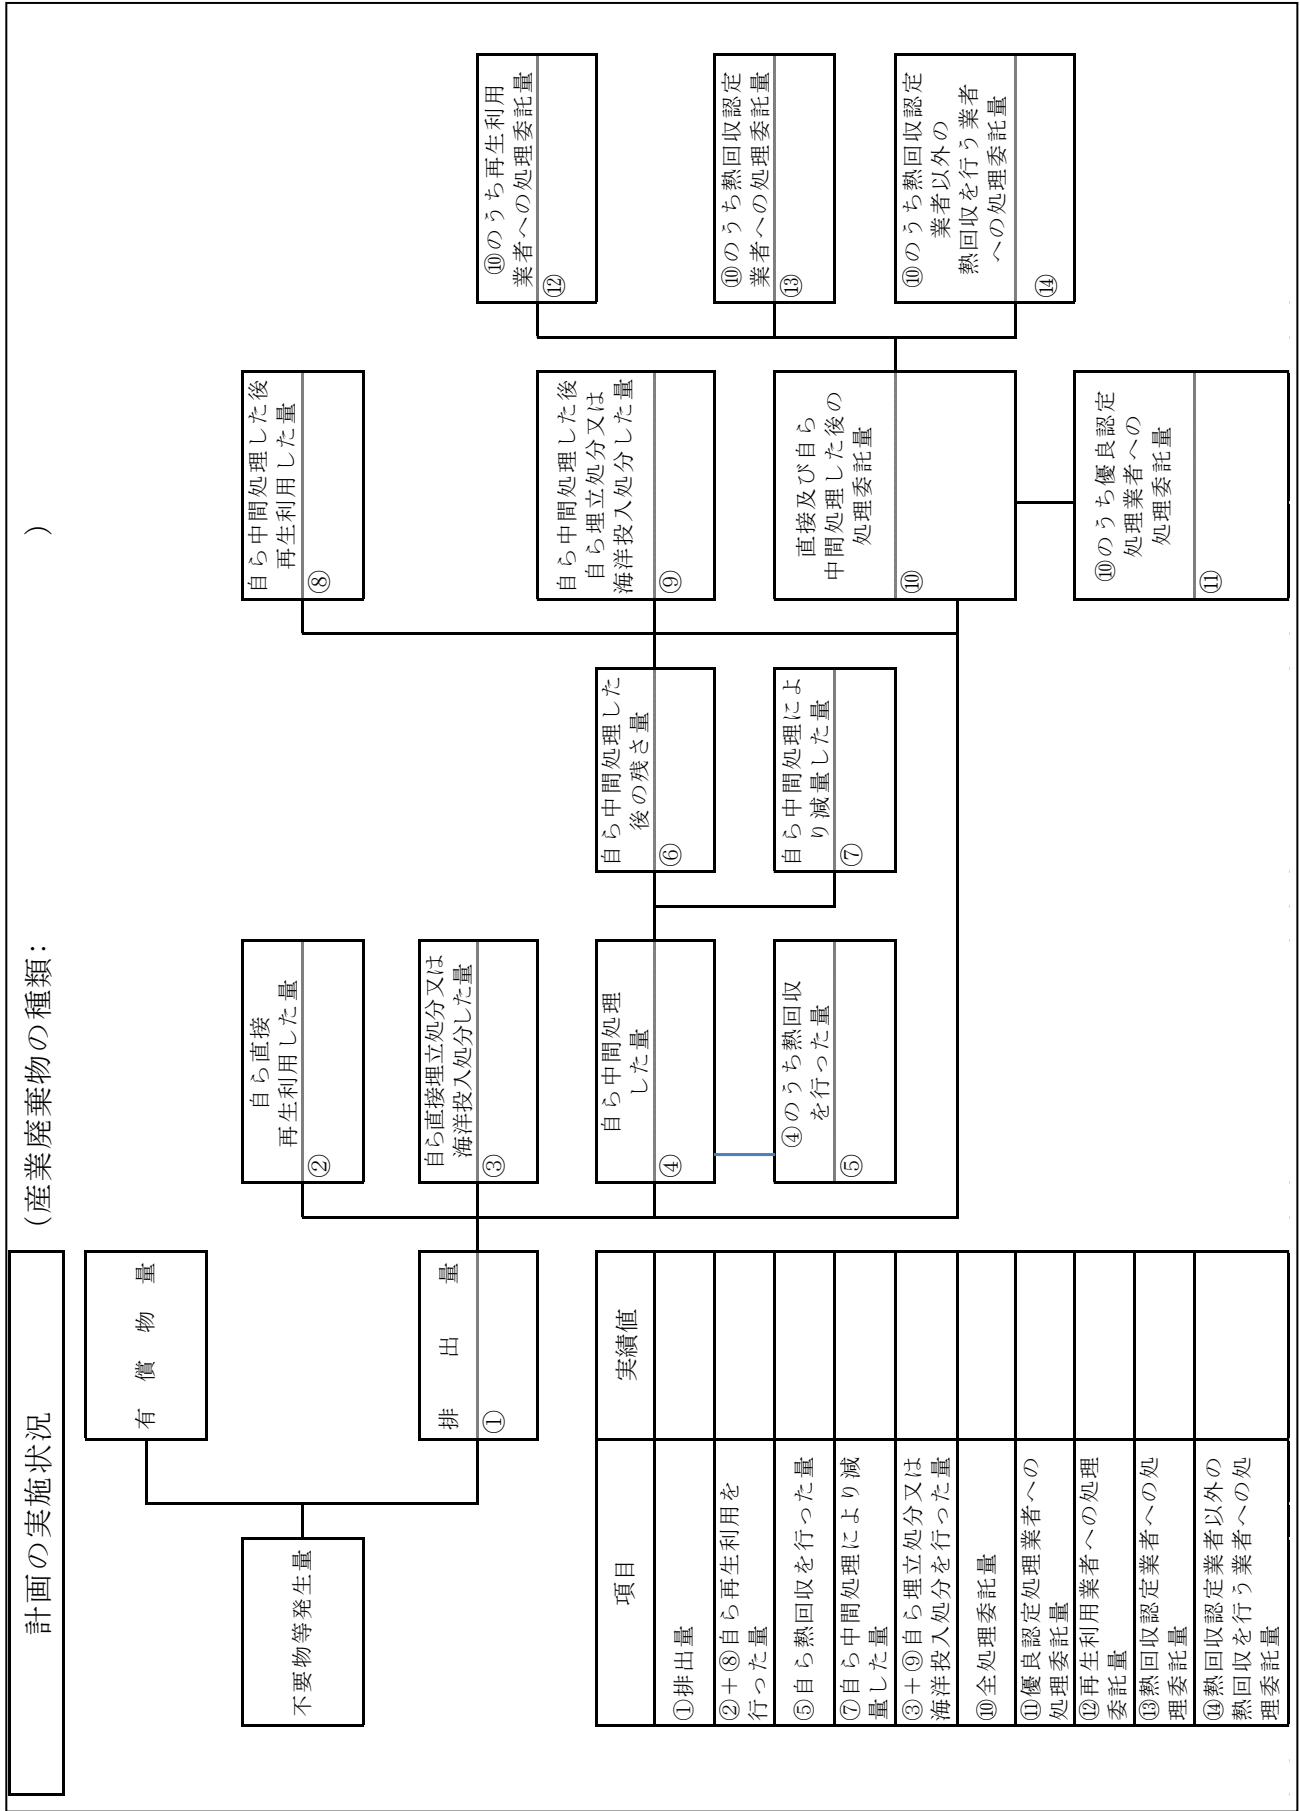 計画の実施状況
(産業廃棄物の種類:
)
有償物量
不要物等発生量
排出量
①
自ら直接
再生利用した量
②
自ら直接埋立処分又は
海洋投入処分した量
③
自ら中間処理
した量
④
④のうち熱回収
を行った量
⑤
自ら中間処理した
後の残さ量
⑥
自ら中間処理によ
り減量した量
⑦
自ら中間処理した後
再生利用した量
⑧
自ら中間処理した後
自ら埋立処分又は
海洋投入処分した量
⑨
直接及び自ら
中間処理した後の
処理委託量
⑩
⑩のうち優良認定
処理業者への
処理委託量
⑪
⑩のうち再生利用
業者への処理委託量
⑫
⑩のうち熱回収認定
業者への処理委託量
⑬
⑩のうち熱回収認定
業者以外の
熱回収を行う業者
への処理委託量
⑭
項目
実績値
①排出量
②+⑧自ら再生利用を
行った量
⑤自ら熱回収を行った量
⑦自ら中間処理により減
量した量
③+⑨自ら埋立処分又は
海洋投入処分を行った量
⑩全処理委託量
⑪優良認定処理業者への
処理委託量
⑫再生利用業者への処理
委託量
⑬熱回収認定業者への処
理委託量
⑭熱回収認定業者以外の
熱回収を行う業者への処
理委託量